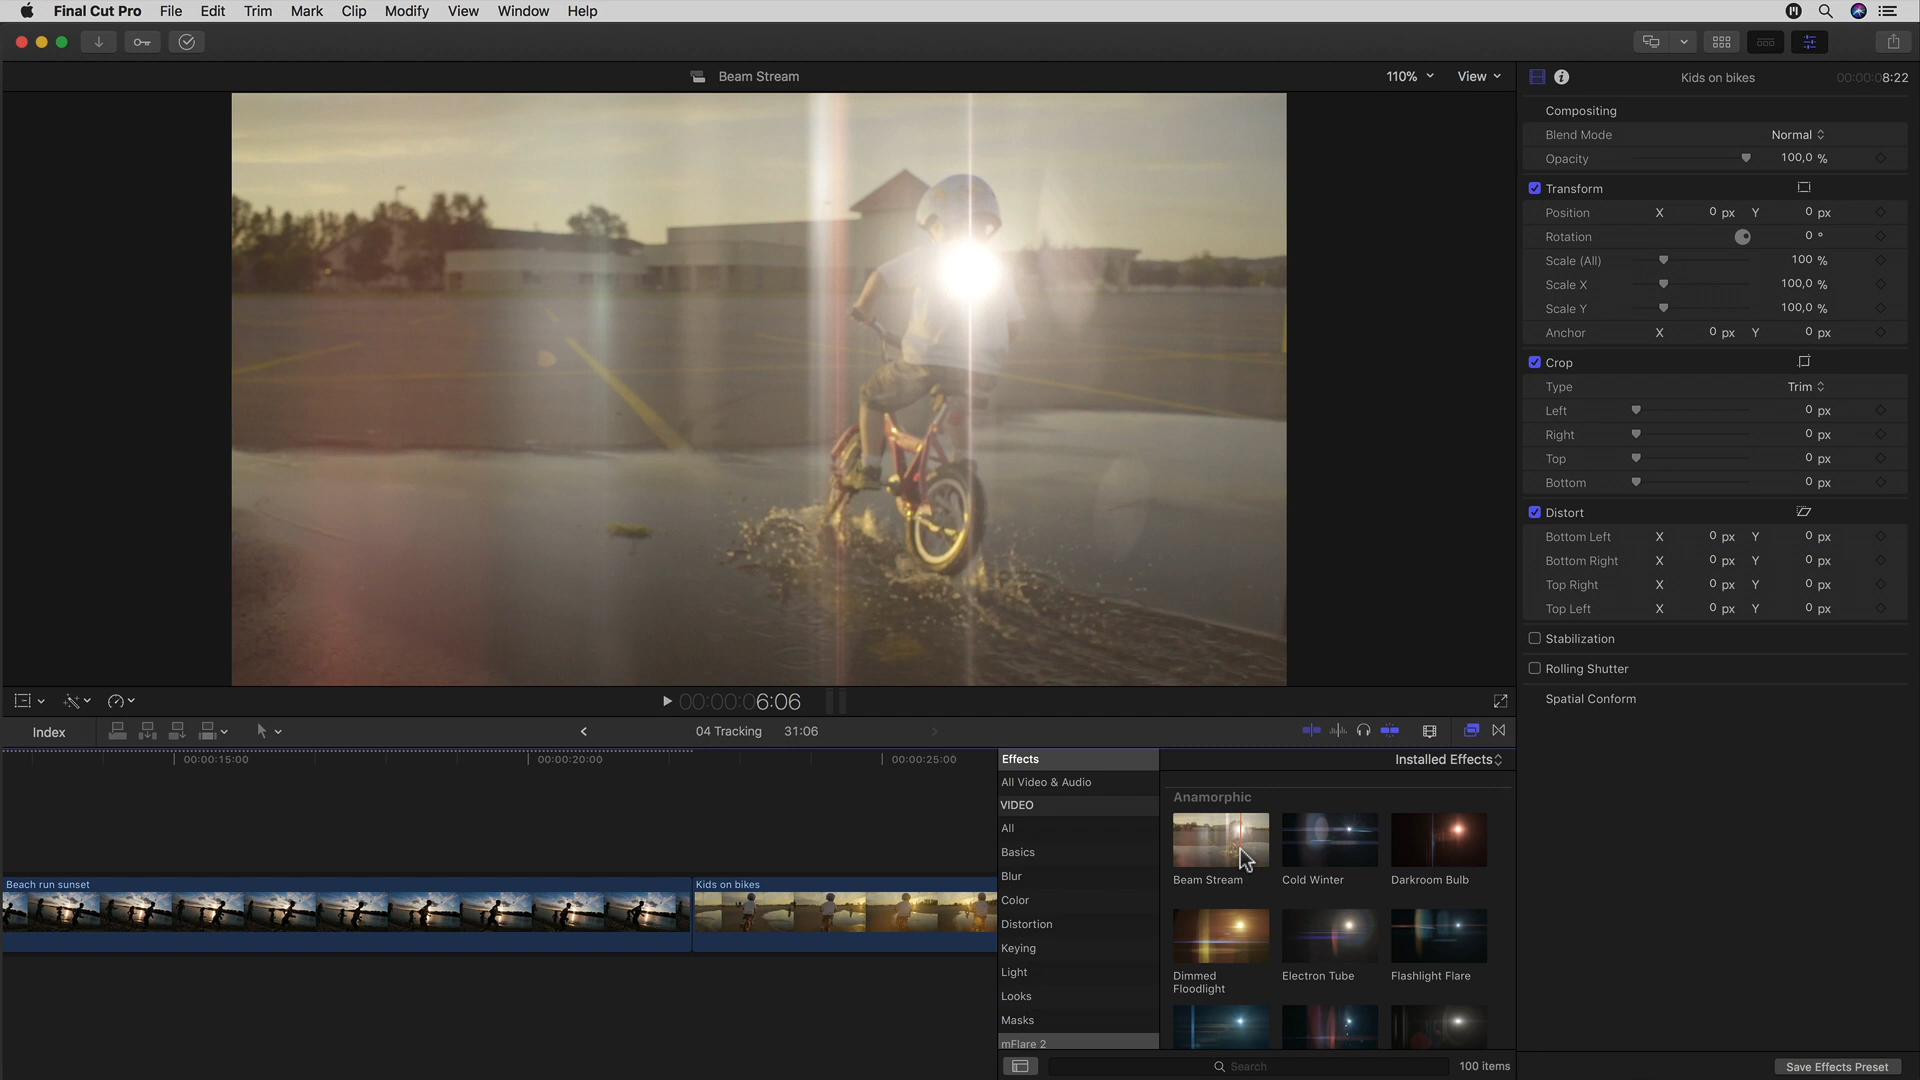 Final Cut Pro File Edit Trim Mark Clip Modify View Window Help
Beam Stream 110% View
Kids on bikes 00:00:08:22
Compositing
Blend Mode Normal
Opacity 100,0 %
Transform
Position X 0 px Y 0 px
Rotation 0 °
Scale (All) 100 %
Scale X 100,0 %
Scale Y 100,0 %
Anchor X 0 px Y 0 px
Crop
Type Trim
Left 0 px
Right 0 px
Top 0 px
Bottom 0 px
Distort
Bottom Left X 0 px Y 0 px
Bottom Right X 0 px Y 0 px
Top Right X 0 px Y 0 px
Top Left X 0 px Y 0 px
Stabilization
Rolling Shutter
Spatial Conform
00:00:06:06
Index 04 Tracking 31:06
00:00:15:00 00:00:20:00 00:00:25:00
Beach run sunset Kids on bikes
Effects Installed Effects
All Video & Audio
VIDEO
All
Basics
Blur
Color
Distortion
Keying
Light
Looks
Masks
mFlare 2
Anamorphic
Beam Stream Cold Winter Darkroom Bulb
Dimmed Floodlight Electron Tube Flashlight Flare
Search 100 items
Save Effects Preset